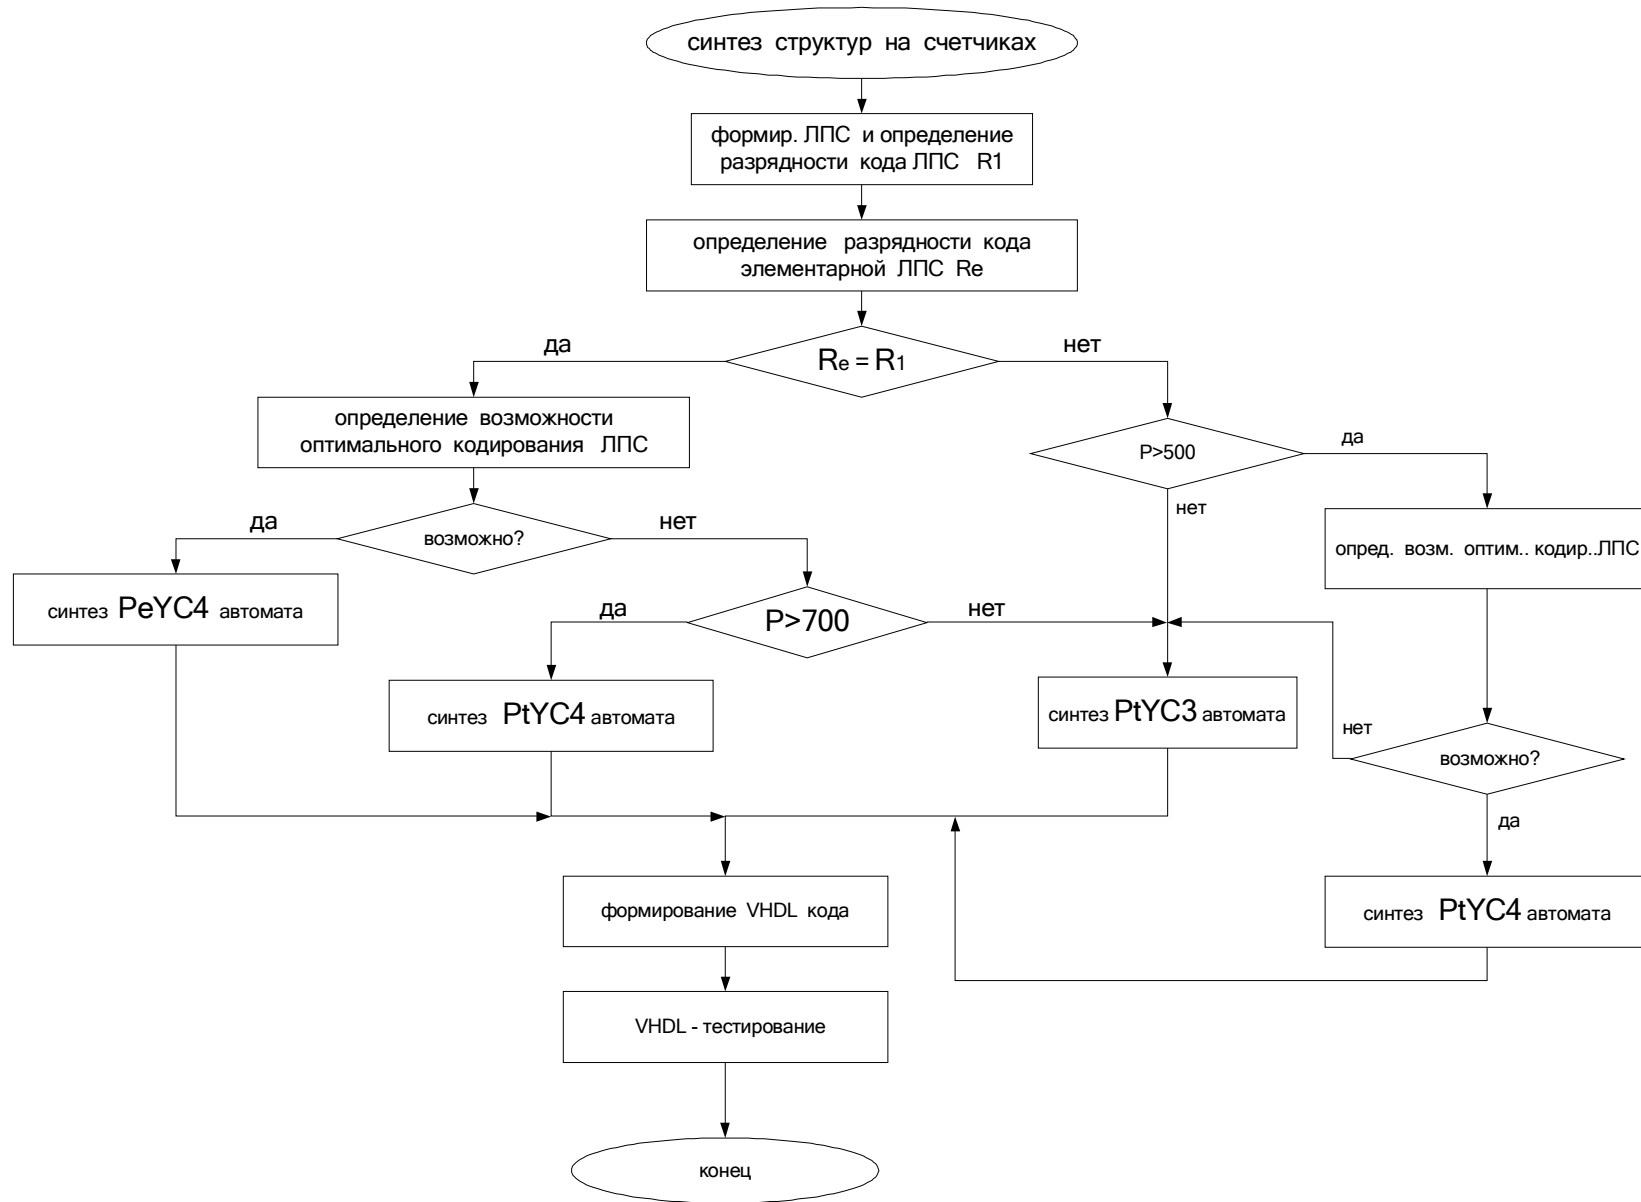 синтез структур на счетчиках
формир. ЛПС и определение
разрядности кода ЛПС R1
определение разрядности кода
элементарной ЛПС Re
да
Re = R1
нет
определение возможности
оптимального кодирования ЛПС
P>500
да
нет
да
возможно?
нет
опред. возм. оптим.. кодир..ЛПС
синтез PeYC4 автомата
да
P>700
нет
синтез PtYC4 автомата
синтез PtYC3 автомата
нет
возможно?
да
формирование VHDL кода
синтез PtYC4 автомата
VHDL - тестирование
конец